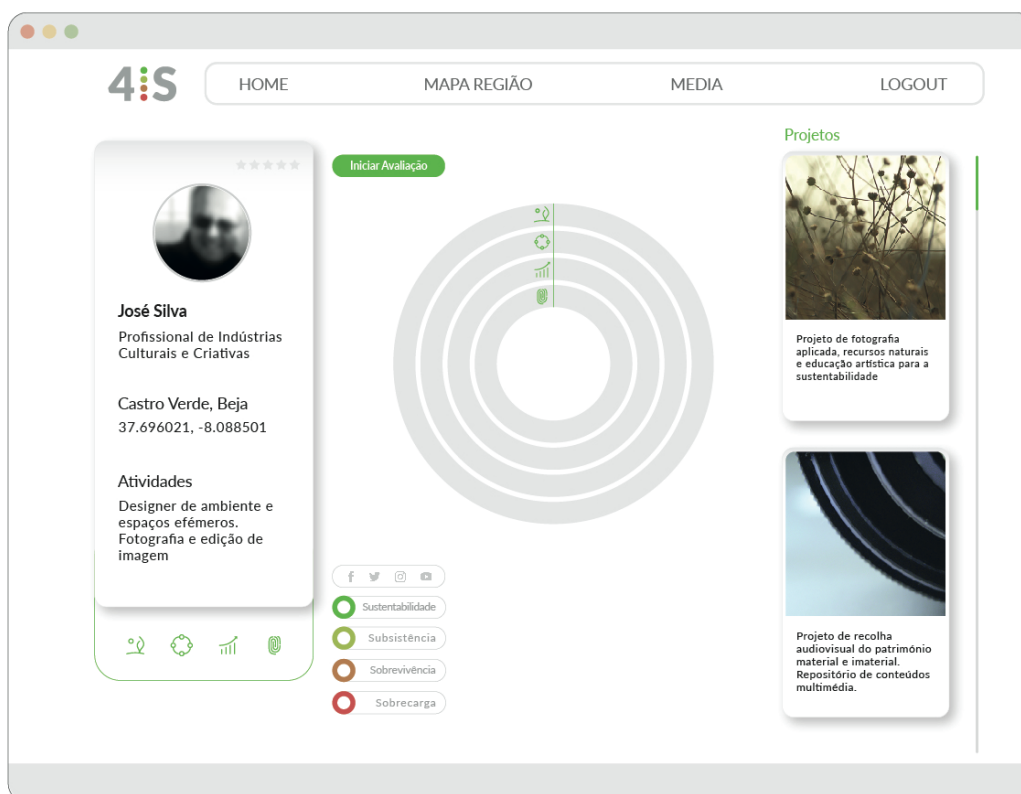 4 S
HOME
MAPA REGIÃO
MEDIA
LOGOUT
José Silva
Profissional de Indústrias
Culturais e Criativas
Castro Verde, Beja
37.696021, -8.088501
Atividades
Designer de ambiente e
espaços efémeros.
Fotografia e edição de
imagem
Iniciar Avaliação
Sustentabilidade
Subsistência
Sobrevivência
Sobrecarga
Projetos
Projeto de fotografia
aplicada, recursos naturais
e educação artística para a
sustentabilidade
Projeto de recolha
audiovisual do património
material e imaterial.
Repositório de conteúdos
multimédia.